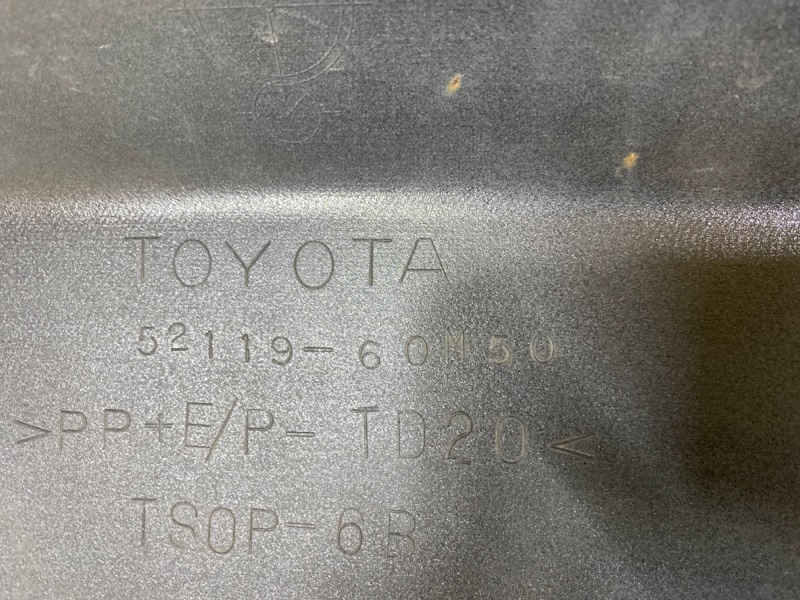 TOYOTA
52119-60M50
>PP+E/P-TD20<
TSOP-6B